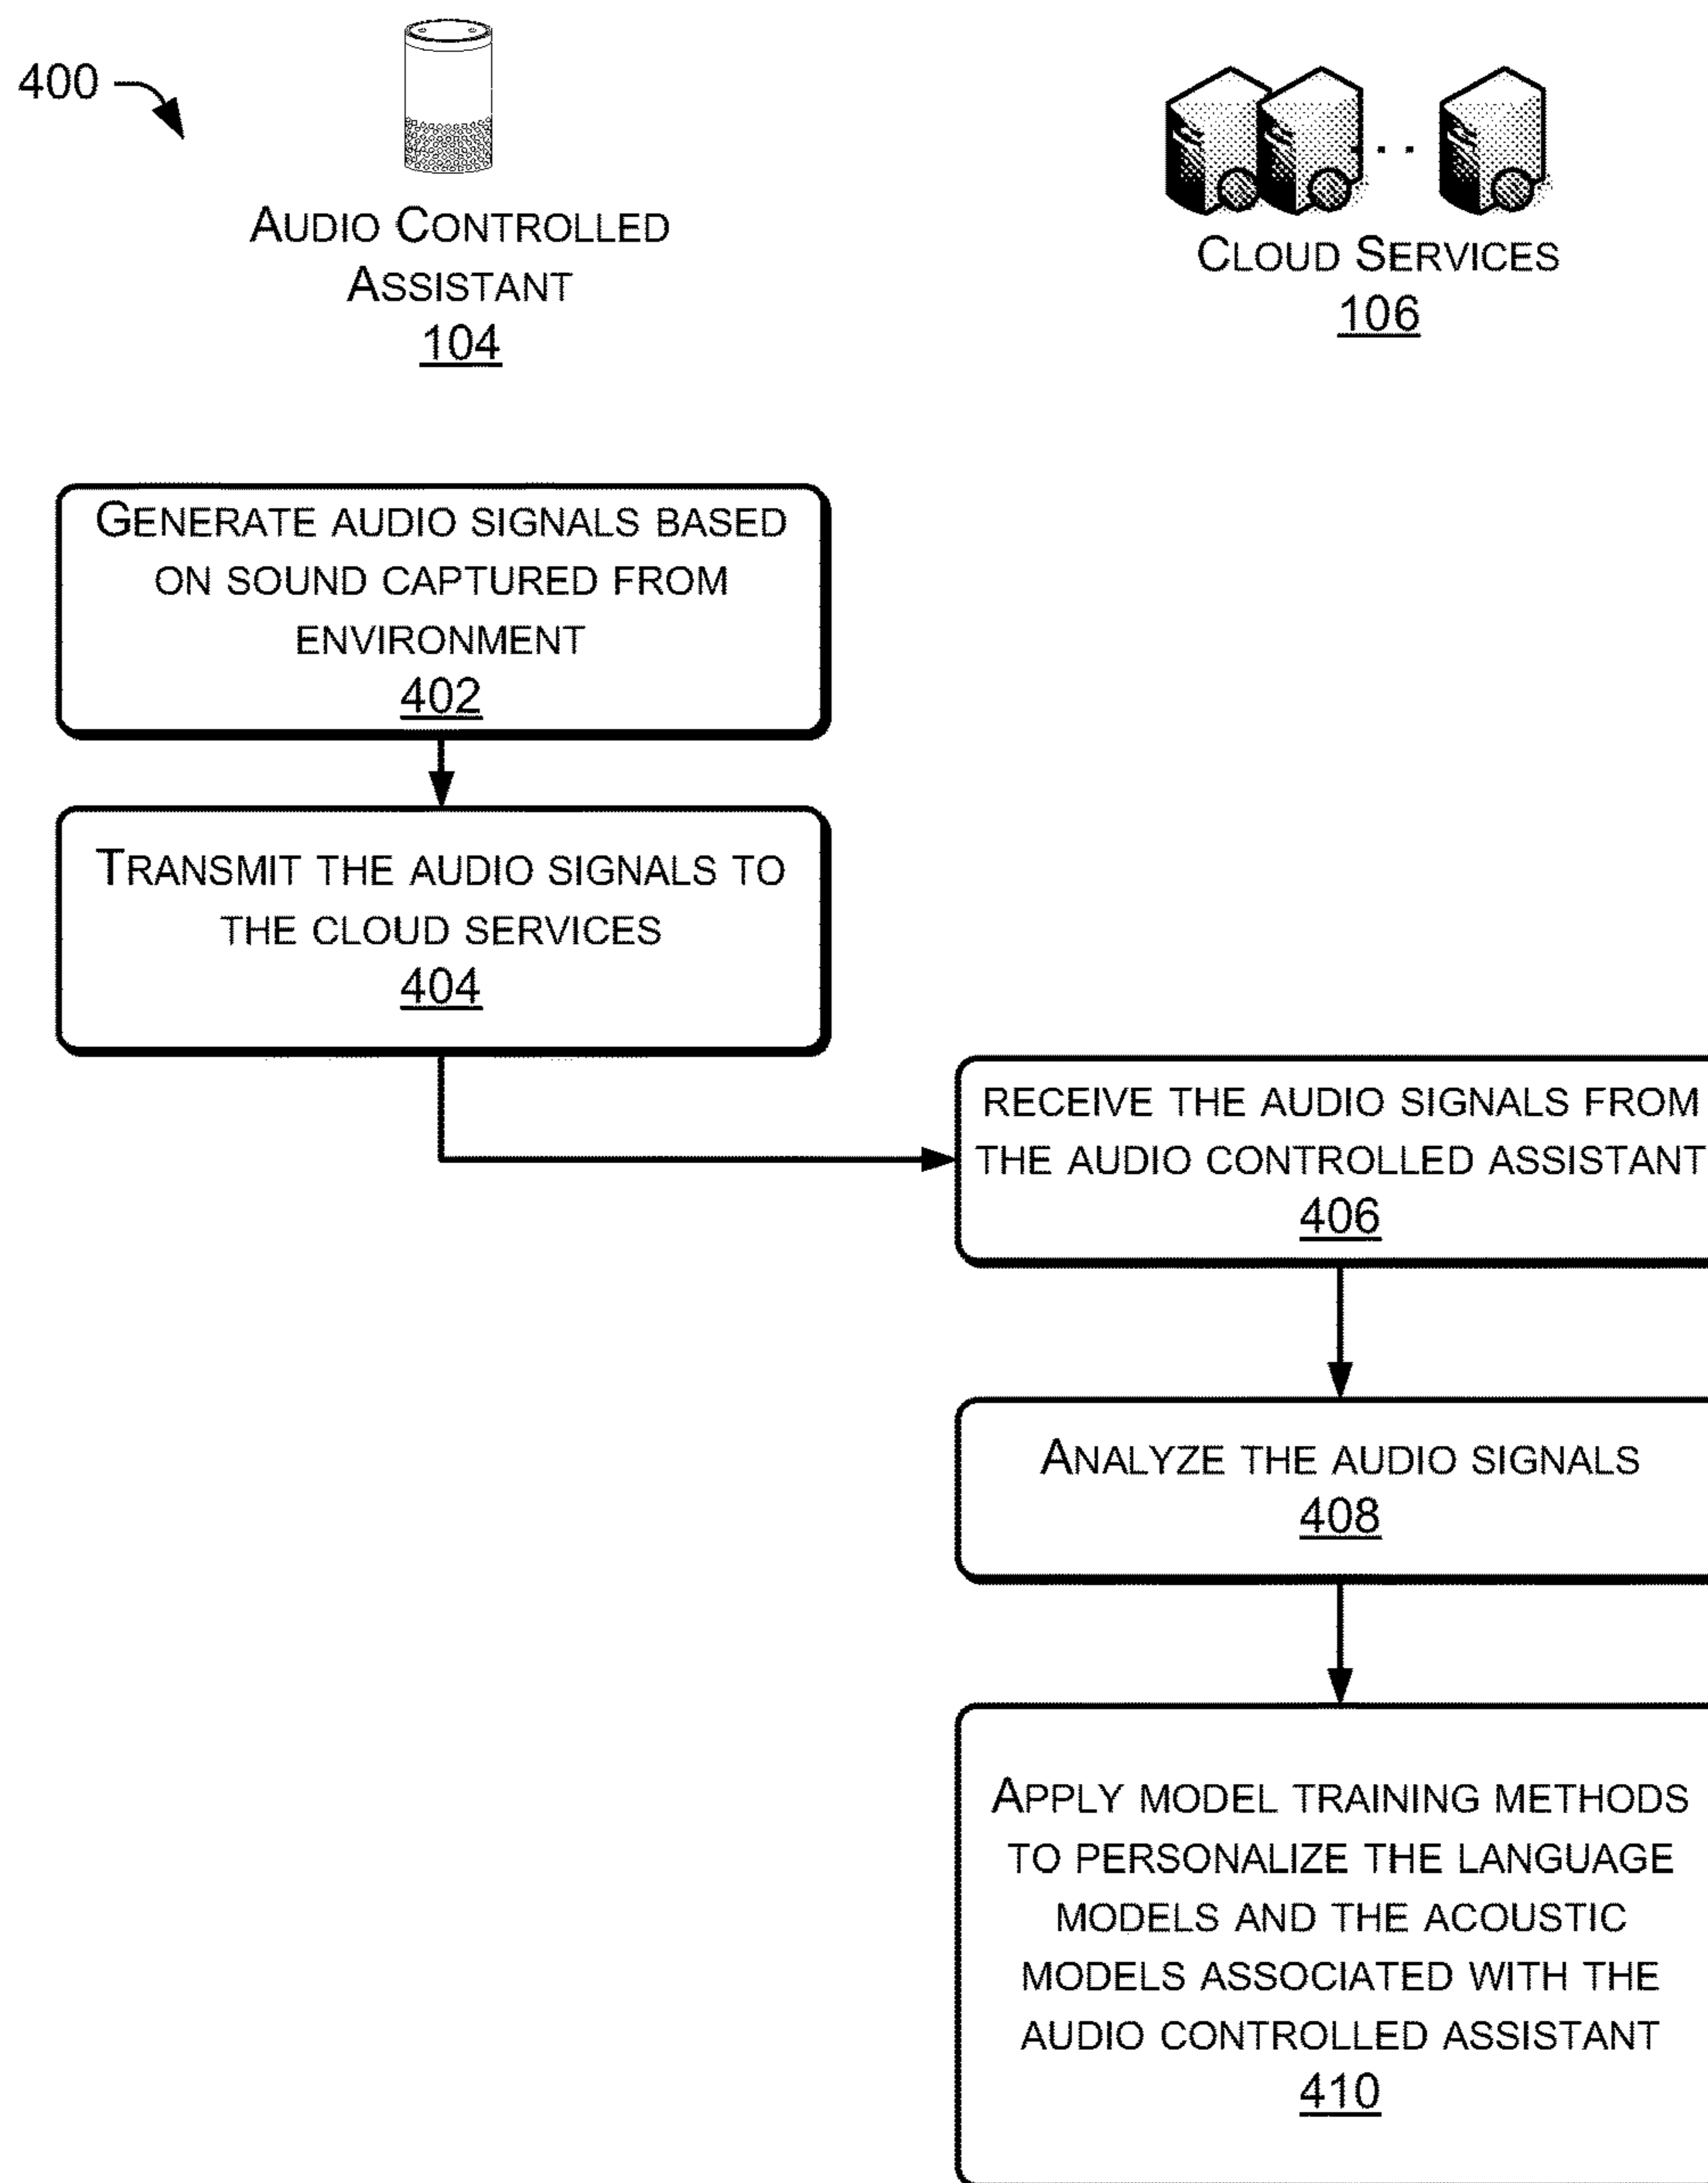 400
AUDIO CONTROLLED
ASSISTANT
104
CLOUD SERVICES
106
GENERATE AUDIO SIGNALS BASED
ON SOUND CAPTURED FROM
ENVIRONMENT
402
TRANSMIT THE AUDIO SIGNALS TO
THE CLOUD SERVICES
404
RECEIVE THE AUDIO SIGNALS FROM
THE AUDIO CONTROLLED ASSISTANT
406
ANALYZE THE AUDIO SIGNALS
408
APPLY MODEL TRAINING METHODS
TO PERSONALIZE THE LANGUAGE
MODELS AND THE ACOUSTIC
MODELS ASSOCIATED WITH THE
AUDIO CONTROLLED ASSISTANT
410